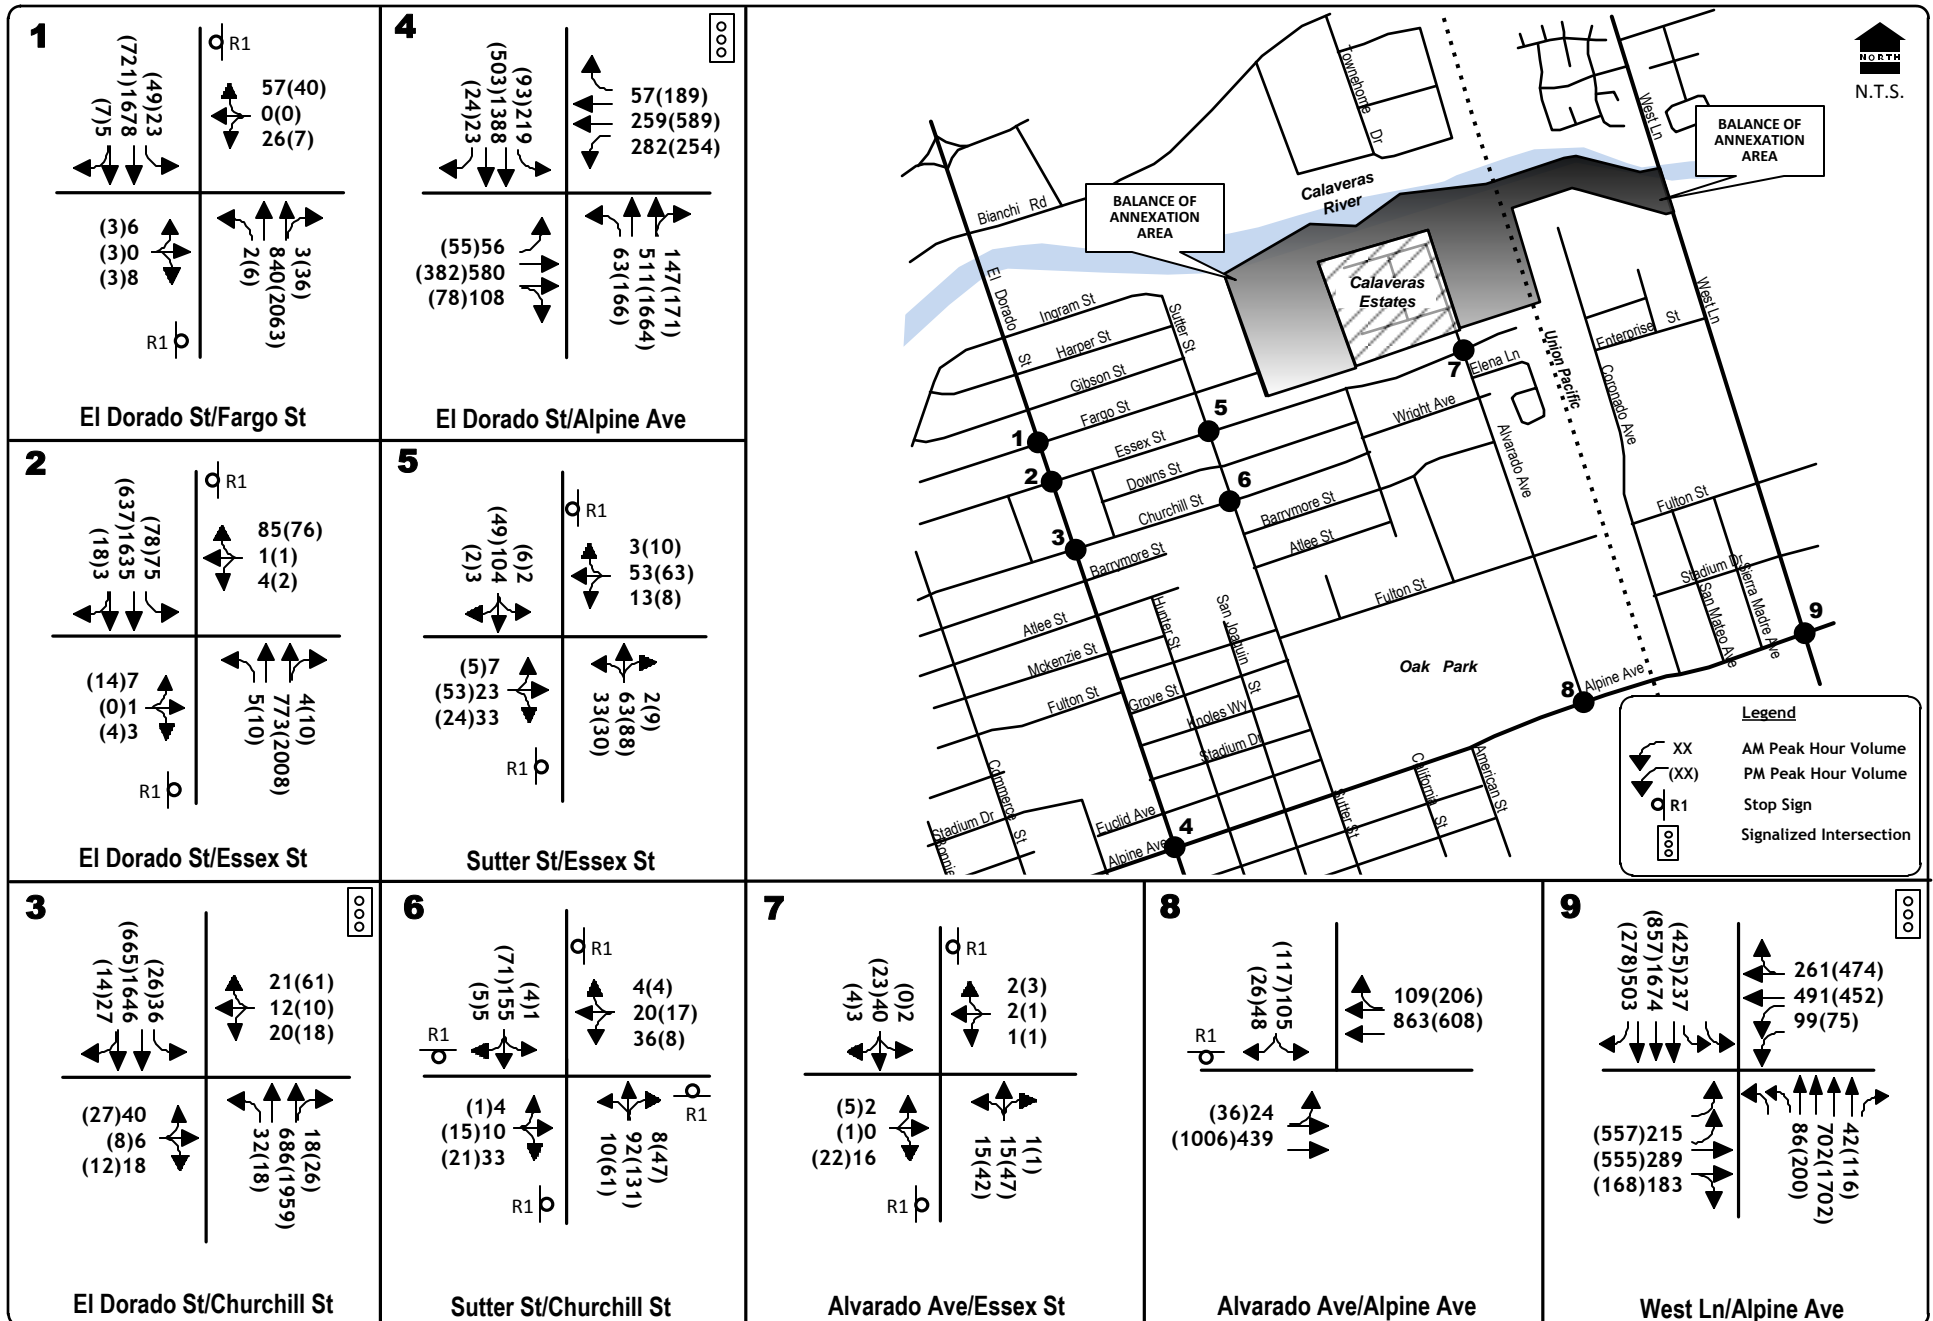 1
R1
(7)5
(721)1678
(49)23
57(40)
0(0)
26(7)
(3)6
(3)0
(3)8
2(6)
840(2063)
3(36)
R1
El Dorado St/Fargo St
4
(24)23
(503)1388
(93)219
57(189)
259(589)
282(254)
(55)56
(382)580
(78)108
63(166)
511(1664)
147(171)
El Dorado St/Alpine Ave
2
R1
(18)3
(637)1635
(78)75
85(76)
1(1)
4(2)
(14)7
(0)1
(4)3
5(10)
773(2008)
4(10)
R1
El Dorado St/Essex St
5
R1
(2)3
(49)104
(6)2
3(10)
53(63)
13(8)
(5)7
(53)23
(24)33
33(30)
63(88)
2(9)
R1
Sutter St/Essex St
NORTH
N.T.S.
BALANCE OF
ANNEXATION
AREA
BALANCE OF
ANNEXATION
AREA
Calaveras
River
Calaveras
Estates
Townehome Dr
West Ln
Bianchi Rd
El Dorado St
Ingram St
Harper St
Gibson St
Fargo St
Essex St
Downs St
Churchill St
Barrymore St
Sutter St
Wright Ave
Barrymore St
Atlee St
Elena Ln
Alvarado Ave
Union Pacific
Coronado Ave
Enterprise St
West Ln
Fulton St
Stadium Dr
San Mateo Ave
Sierra Madre Ave
Fulton St
Oak Park
Alpine Ave
Atlee St
Mckenzie St
Fulton St
Hunter St
San Joaquin St
Grove St
Knoles Wy
Stadium Dr
Commerce St
Stadium Dr
Bonnie
Euclid Ave
Alpine Ave
Sutter St
California St
American St
1
2
3
4
5
6
7
8
9
Legend
XX AM Peak Hour Volume
(XX) PM Peak Hour Volume
R1 Stop Sign
Signalized Intersection
3
(14)27
(665)1646
(26)36
21(61)
12(10)
20(18)
(27)40
(8)6
(12)18
32(18)
686(1959)
18(26)
El Dorado St/Churchill St
6
R1
R1
(5)5
(71)155
(4)1
4(4)
20(17)
36(8)
(1)4
(15)10
(21)33
10(61)
92(131)
8(47)
R1
R1
Sutter St/Churchill St
7
R1
(4)3
(23)40
(0)2
2(3)
2(1)
1(1)
(5)2
(1)0
(22)16
15(42)
15(47)
1(1)
R1
Alvarado Ave/Essex St
8
R1
(26)48
(117)105
109(206)
863(608)
(36)24
(1006)439
Alvarado Ave/Alpine Ave
9
(278)503
(857)1674
(425)237
261(474)
491(452)
99(75)
(557)215
(555)289
(168)183
86(200)
702(1702)
42(116)
West Ln/Alpine Ave